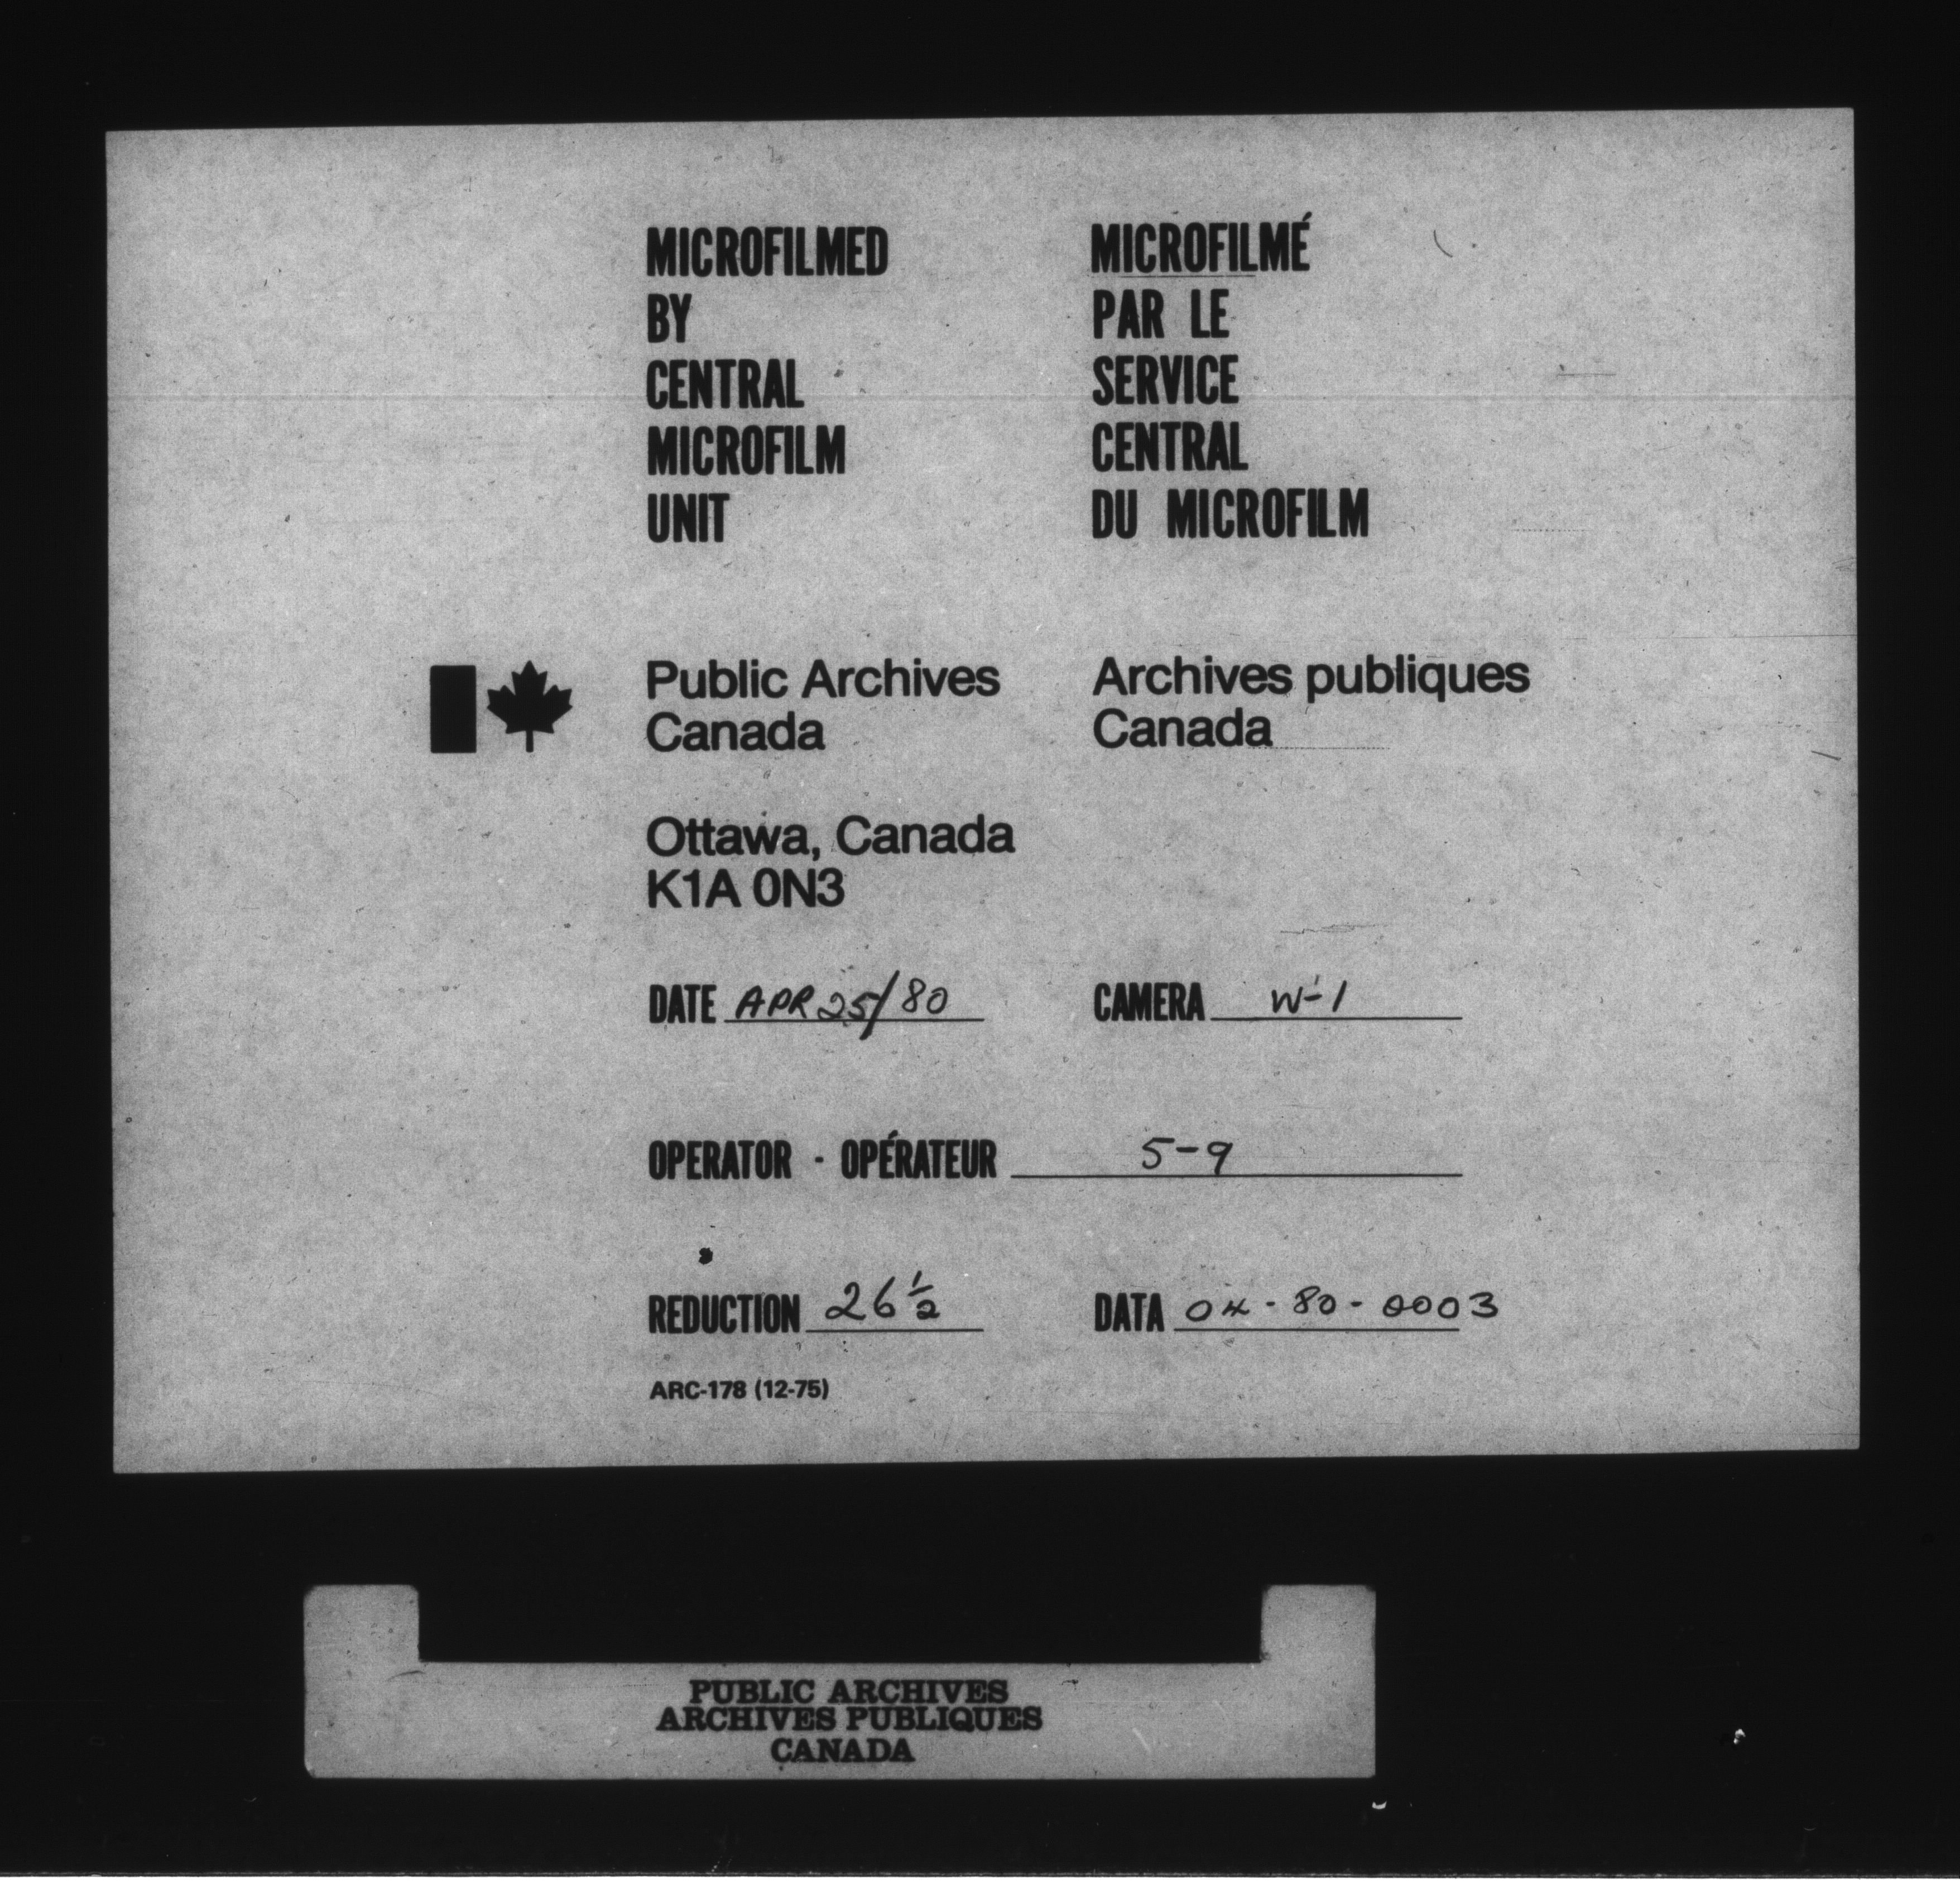 MICROFILMED
BY
CENTRAL
MICROFILM
UNIT
MICROFILMÉ
PAR LE
SERVICE
CENTRAL
DU MICROFILM
Public Archives
Canada
Archives publiques
Canada
Ottawa, Canada
K1A 0N3
DATE APR 25/80
CAMERA W-1
OPERATOR - OPÉRATEUR 5-9
REDUCTION 26 ½
DATA 04-80-0003
ARC-178 (12-75)
PUBLIC ARCHIVES
ARCHIVES PUBLIQUES
CANADA